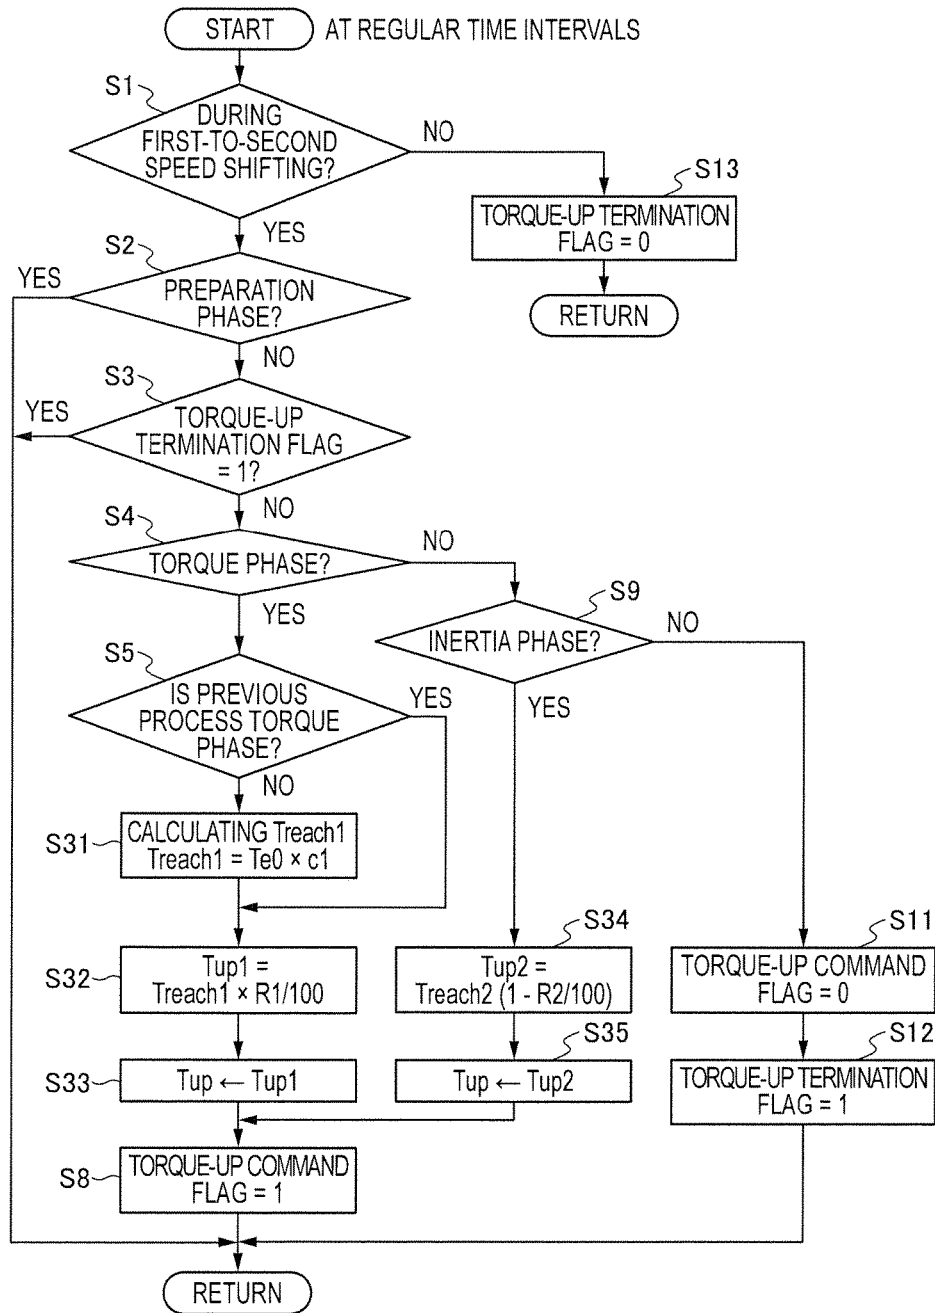 START
AT REGULAR TIME INTERVALS
S1
DURING
FIRST-TO-SECOND
SPEED SHIFTING?
NO
YES
S13
TORQUE-UP TERMINATION
FLAG = 0
RETURN
S2
YES
PREPARATION
PHASE?
NO
S3
YES
TORQUE-UP
TERMINATION FLAG
= 1?
NO
S4
TORQUE PHASE?
NO
YES
S9
INERTIA PHASE?
NO
YES
S5
IS PREVIOUS
PROCESS TORQUE
PHASE?
YES
NO
S31
CALCULATING Treach1
Treach1 = Te0 × c1
S32
Tup1 =
Treach1 × R1/100
S34
Tup2 =
Treach2 (1 - R2/100)
S11
TORQUE-UP COMMAND
FLAG = 0
S33
Tup ← Tup1
S35
Tup ← Tup2
S12
TORQUE-UP TERMINATION
FLAG = 1
S8
TORQUE-UP COMMAND
FLAG = 1
RETURN